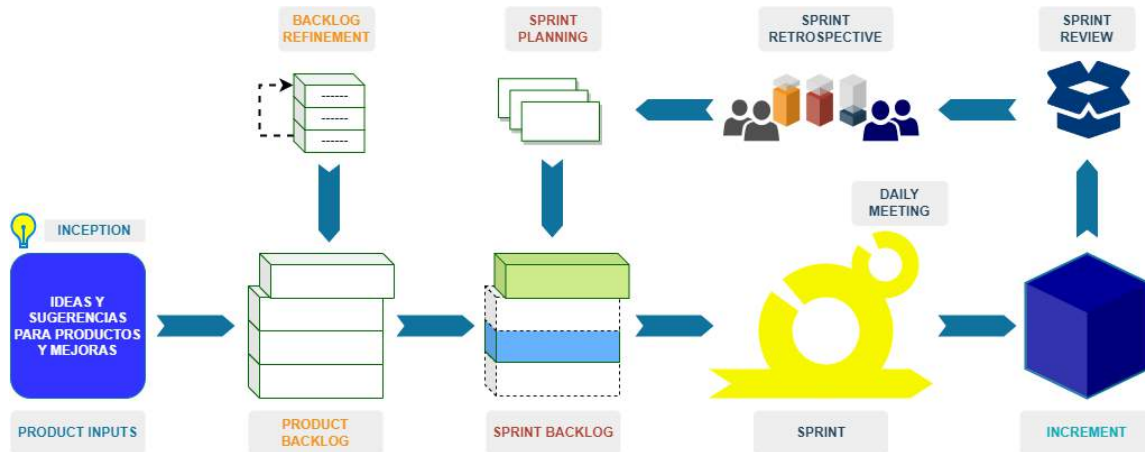 BACKLOG
REFINEMENT
SPRINT
PLANNING
SPRINT
RETROSPECTIVE
SPRINT
REVIEW
DAILY
MEETING
INCEPTION
IDEAS Y
SUGERENCIAS
PARA PRODUCTOS
Y MEJORAS
PRODUCT INPUTS
PRODUCT
BACKLOG
SPRINT BACKLOG
SPRINT
INCREMENT